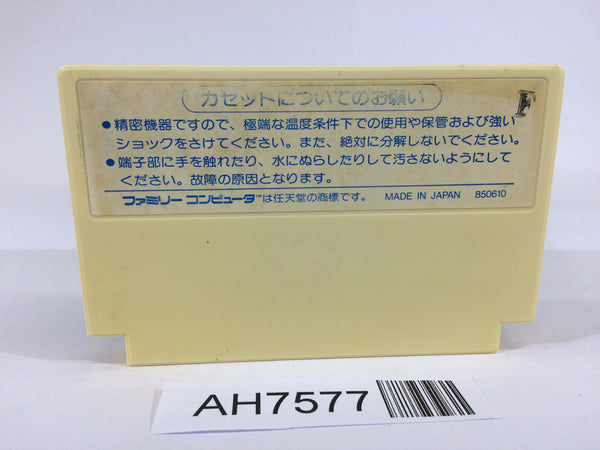 カセットについてのお願い
F
●精密機器ですので、極端な温度条件下での使用や保管および強い
ショックをさけてください。また、絶対に分解しないでください。
●端子部に手を触れたり、水にぬらしたりして汚さないようにして
ください。故障の原因となります。
ファミリー コンピュータ™は任天堂の商標です。 MADE IN JAPAN 850610
AH7577